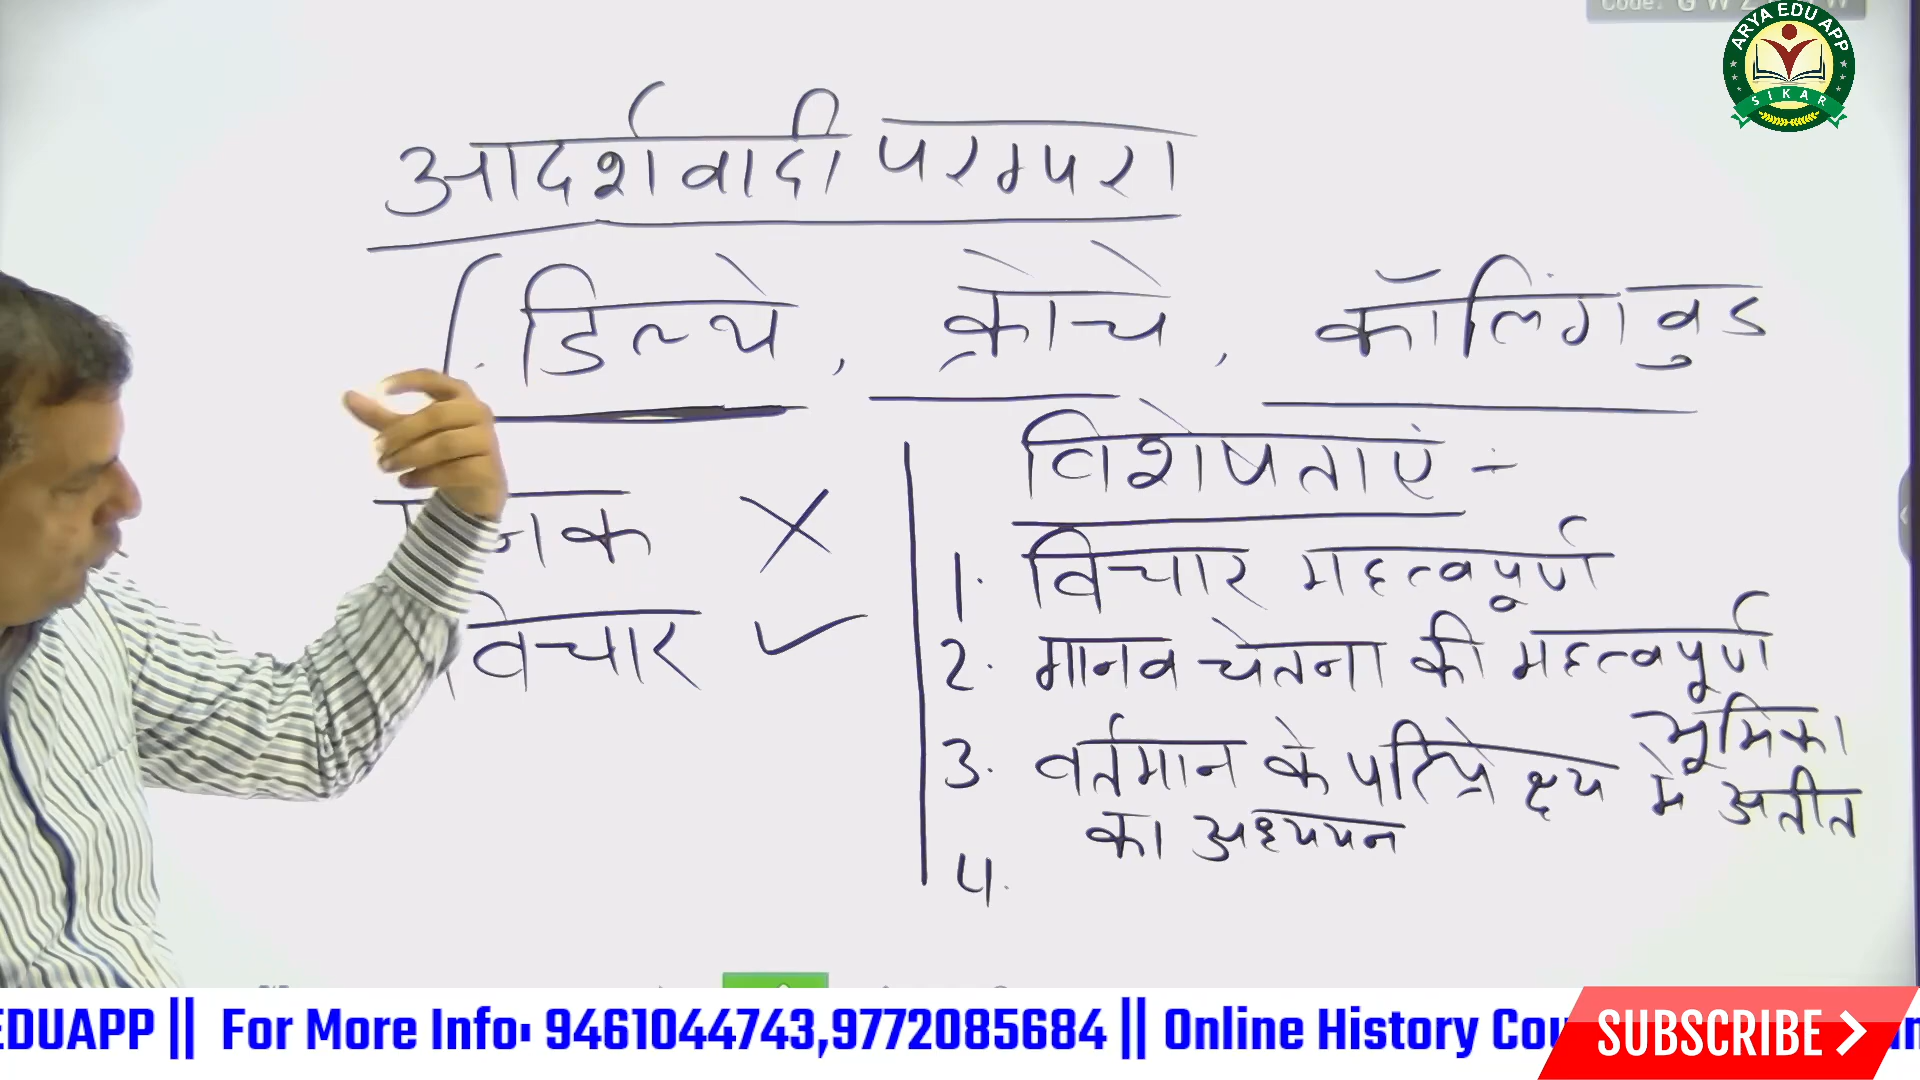 Code:
ARYA EDU APP
SIKAR
आदर्शवादी परम्परा
डिल्थे, क्रोचे, कॉलिंगवुड
विशेषताएं -
1. विचार महत्वपूर्ण
विचार
2. मानव चेतना की महत्वपूर्ण
भूमिका
3. वर्तमान के परिप्रेक्ष्य में अतीत
का अध्ययन
4.
EDUAPP || For More Info: 9461044743,9772085684 || Online History
SUBSCRIBE